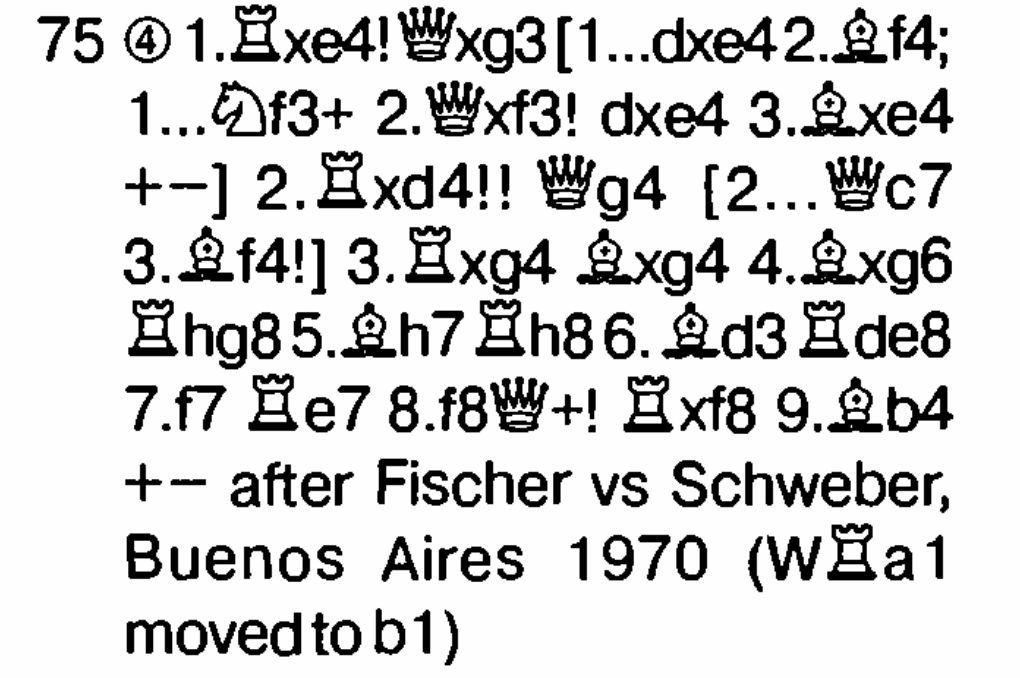 75 ④ 1.♖xe4! ♕xg3 [1...dxe4 2.♗f4;
1...♘f3+ 2.♕xf3! dxe4 3.♗xe4
+−] 2.♖xd4!! ♕g4 [2...♕c7
3.♗f4!] 3.♖xg4 ♗xg4 4.♗xg6
♖hg8 5.♗h7 ♖h8 6.♗d3 ♖de8
7.f7 ♖e7 8.f8♕+! ♖xf8 9.♗b4
+− after Fischer vs Schweber,
Buenos Aires 1970 (W♖a1
moved to b1)